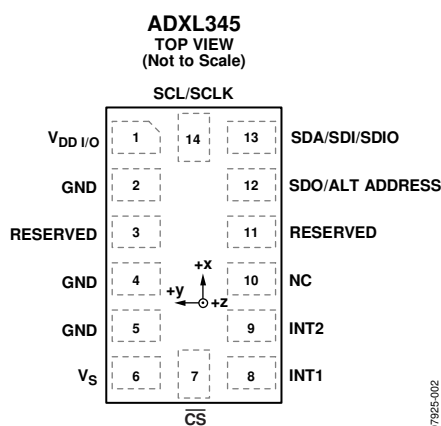 ADXL345
TOP VIEW
(Not to Scale)
SCL/SCLK
VDD I/O 1 14 13 SDA/SDI/SDIO
GND 2 12 SDO/ALT ADDRESS
RESERVED 3 11 RESERVED
+x
GND 4 +y +z 10 NC
GND 5 9 INT2
VS 6 7 8 INT1
CS
7925-002